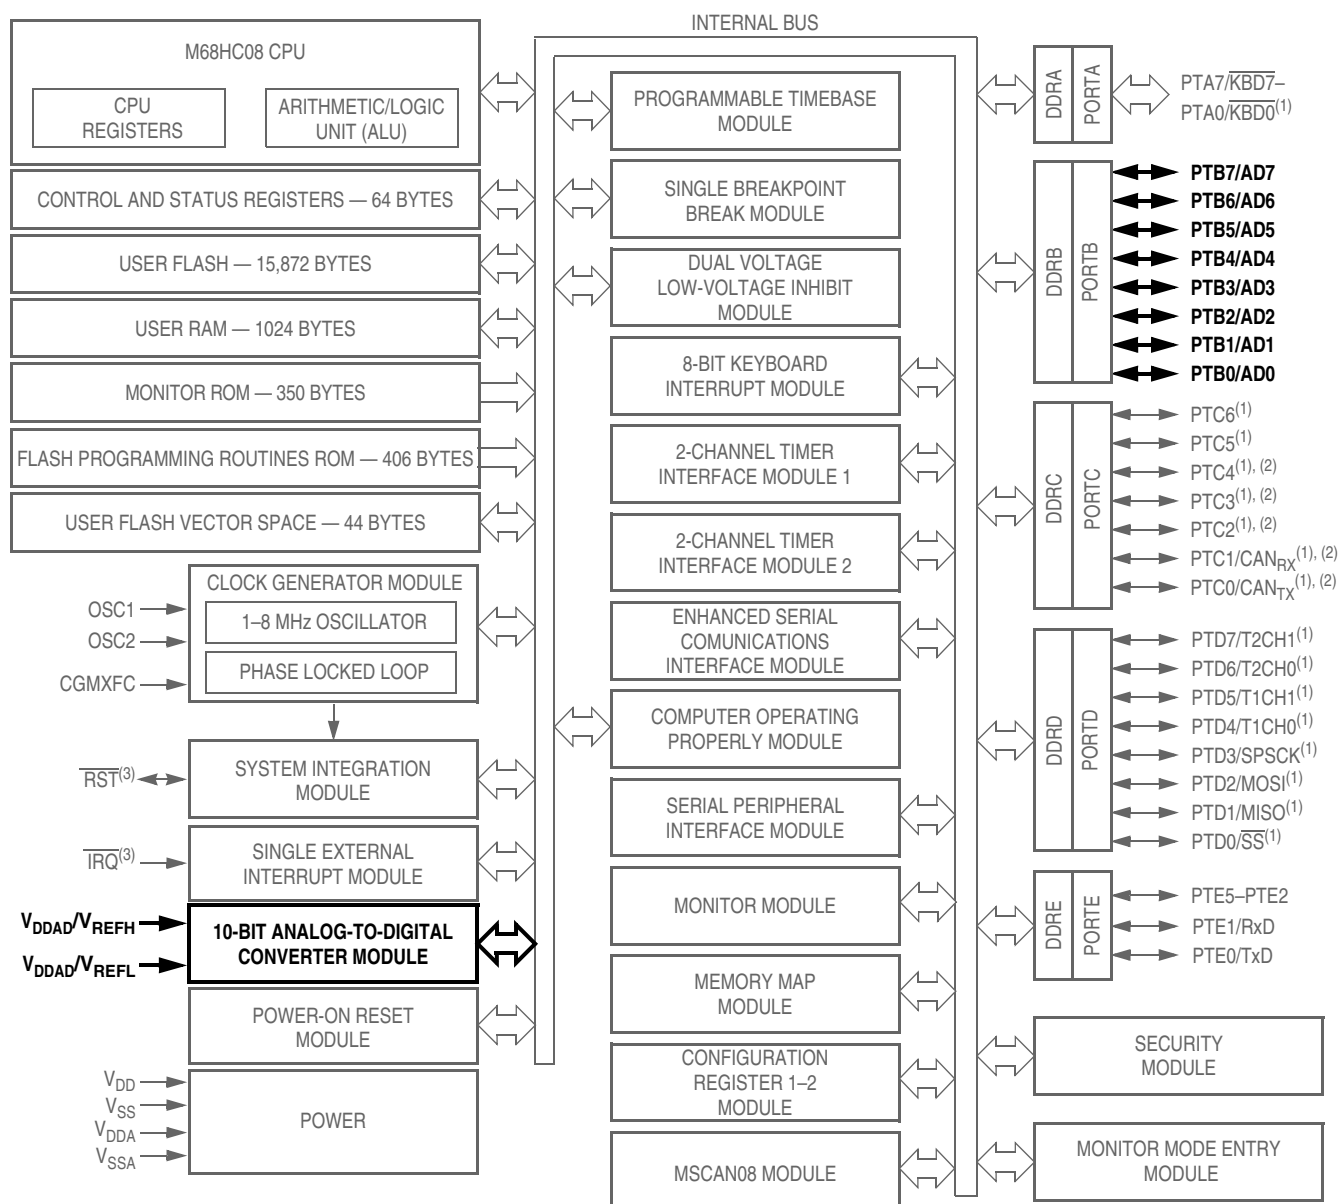 INTERNAL BUS
M68HC08 CPU
CPU
REGISTERS
ARITHMETIC/LOGIC
UNIT (ALU)
CONTROL AND STATUS REGISTERS — 64 BYTES
USER FLASH — 15,872 BYTES
USER RAM — 1024 BYTES
MONITOR ROM — 350 BYTES
FLASH PROGRAMMING ROUTINES ROM — 406 BYTES
USER FLASH VECTOR SPACE — 44 BYTES
CLOCK GENERATOR MODULE
1–8 MHz OSCILLATOR
PHASE LOCKED LOOP
OSC1
OSC2
CGMXFC
SYSTEM INTEGRATION
MODULE
RST(3)
SINGLE EXTERNAL
INTERRUPT MODULE
IRQ(3)
10-BIT ANALOG-TO-DIGITAL
CONVERTER MODULE
VDDAD/VREFH
VDDAD/VREFL
POWER-ON RESET
MODULE
POWER
VDD
VSS
VDDA
VSSA
PROGRAMMABLE TIMEBASE
MODULE
SINGLE BREAKPOINT
BREAK MODULE
DUAL VOLTAGE
LOW-VOLTAGE INHIBIT
MODULE
8-BIT KEYBOARD
INTERRUPT MODULE
2-CHANNEL TIMER
INTERFACE MODULE 1
2-CHANNEL TIMER
INTERFACE MODULE 2
ENHANCED SERIAL
COMUNICATIONS
INTERFACE MODULE
COMPUTER OPERATING
PROPERLY MODULE
SERIAL PERIPHERAL
INTERFACE MODULE
MONITOR MODULE
MEMORY MAP
MODULE
CONFIGURATION
REGISTER 1–2
MODULE
MSCAN08 MODULE
DDRA
PORTA
PTA7/KBD7–
PTA0/KBD0(1)
DDRB
PORTB
PTB7/AD7
PTB6/AD6
PTB5/AD5
PTB4/AD4
PTB3/AD3
PTB2/AD2
PTB1/AD1
PTB0/AD0
DDRC
PORTC
PTC6(1)
PTC5(1)
PTC4(1), (2)
PTC3(1), (2)
PTC2(1), (2)
PTC1/CANRX(1), (2)
PTC0/CANTX(1), (2)
DDRD
PORTD
PTD7/T2CH1(1)
PTD6/T2CH0(1)
PTD5/T1CH1(1)
PTD4/T1CH0(1)
PTD3/SPSCK(1)
PTD2/MOSI(1)
PTD1/MISO(1)
PTD0/SS(1)
DDRE
PORTE
PTE5–PTE2
PTE1/RxD
PTE0/TxD
SECURITY
MODULE
MONITOR MODE ENTRY
MODULE